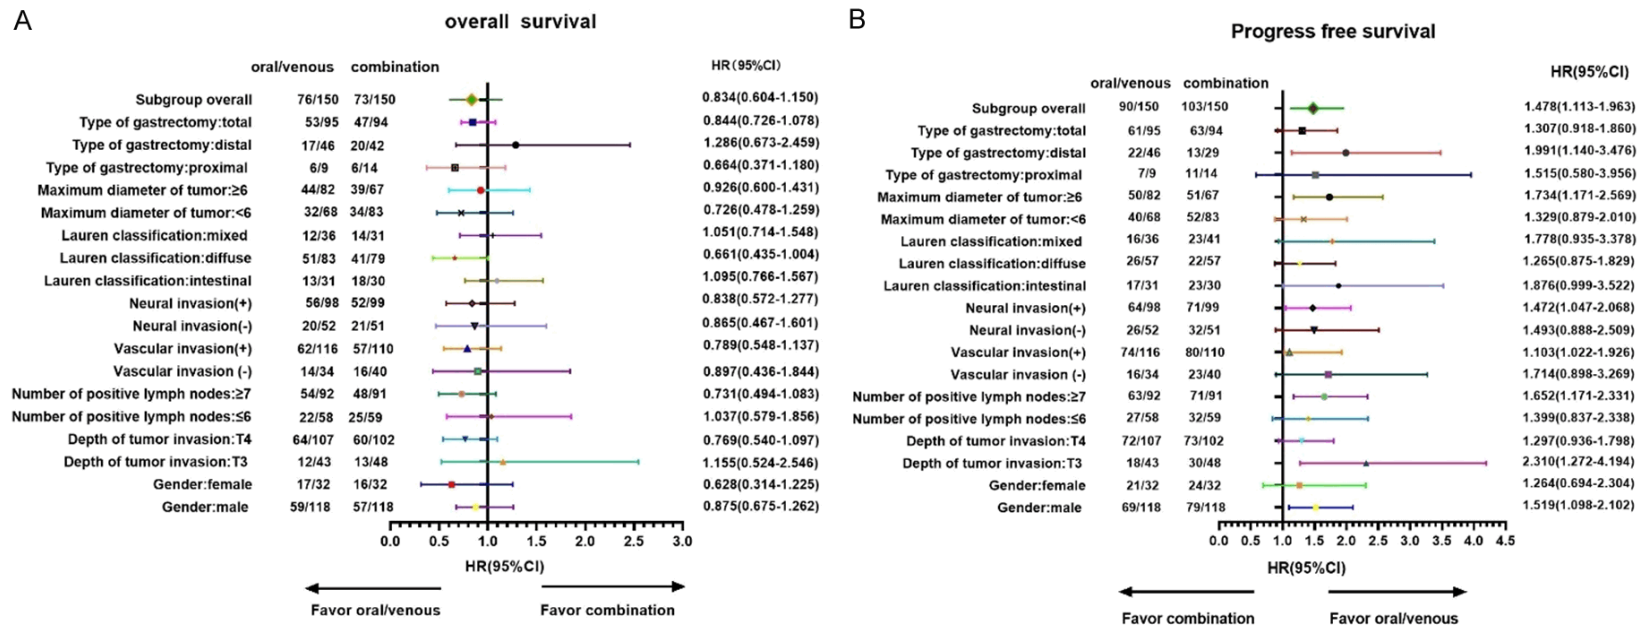 A
overall survival
oral/venous combination HR(95%CI)
Subgroup overall 76/150 73/150 0.834(0.604-1.150)
Type of gastrectomy:total 53/95 47/94 0.844(0.726-1.078)
Type of gastrectomy:distal 17/46 20/42 1.286(0.673-2.459)
Type of gastrectomy:proximal 6/9 6/14 0.664(0.371-1.180)
Maximum diameter of tumor:≥6 44/82 39/67 0.926(0.600-1.431)
Maximum diameter of tumor:<6 32/68 34/83 0.726(0.478-1.259)
Lauren classification:mixed 12/36 14/31 1.051(0.714-1.548)
Lauren classification:diffuse 51/83 41/79 0.661(0.435-1.004)
Lauren classification:intestinal 13/31 18/30 1.095(0.766-1.567)
Neural invasion(+) 56/98 52/99 0.838(0.572-1.277)
Neural invasion(-) 20/52 21/51 0.865(0.467-1.601)
Vascular invasion(+) 62/116 57/110 0.789(0.548-1.137)
Vascular invasion (-) 14/34 16/40 0.897(0.436-1.844)
Number of positive lymph nodes:≥7 54/92 48/91 0.731(0.494-1.083)
Number of positive lymph nodes:≤6 22/58 25/59 1.037(0.579-1.856)
Depth of tumor invasion:T4 64/107 60/102 0.769(0.540-1.097)
Depth of tumor invasion:T3 12/43 13/48 1.155(0.524-2.546)
Gender:female 17/32 16/32 0.628(0.314-1.225)
Gender:male 59/118 57/118 0.875(0.675-1.262)
0.0 0.5 1.0 1.5 2.0 2.5 3.0
HR(95%CI)
Favor oral/venous Favor combination
B
Progress free survival
oral/venous combination HR(95%CI)
Subgroup overall 90/150 103/150 1.478(1.113-1.963)
Type of gastrectomy:total 61/95 63/94 1.307(0.918-1.860)
Type of gastrectomy:distal 22/46 13/29 1.991(1.140-3.476)
Type of gastrectomy:proximal 7/9 11/14 1.515(0.580-3.956)
Maximum diameter of tumor:≥6 50/82 51/67 1.734(1.171-2.569)
Maximum diameter of tumor:<6 40/68 52/83 1.329(0.879-2.010)
Lauren classification:mixed 16/36 23/41 1.778(0.935-3.378)
Lauren classification:diffuse 26/57 22/57 1.265(0.875-1.829)
Lauren classification:intestinal 17/31 23/30 1.876(0.999-3.522)
Neural invasion(+) 64/98 71/99 1.472(1.047-2.068)
Neural invasion(-) 26/52 32/51 1.493(0.888-2.509)
Vascular invasion(+) 74/116 80/110 1.103(1.022-1.926)
Vascular invasion (-) 16/34 23/40 1.714(0.898-3.269)
Number of positive lymph nodes:≥7 63/92 71/91 1.652(1.171-2.331)
Number of positive lymph nodes:≤6 27/58 32/59 1.399(0.837-2.338)
Depth of tumor invasion:T4 72/107 73/102 1.297(0.936-1.798)
Depth of tumor invasion:T3 18/43 30/48 2.310(1.272-4.194)
Gender:female 21/32 24/32 1.264(0.694-2.304)
Gender:male 69/118 79/118 1.519(1.098-2.102)
0.0 0.5 1.0 1.5 2.0 2.5 3.0 3.5 4.0 4.5
HR(95%CI)
Favor combination Favor oral/venous